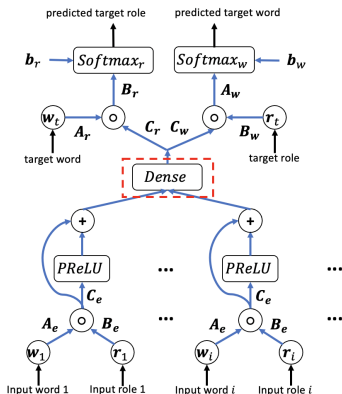 predicted target role predicted target word
b_r Softmax_r Softmax_w b_w
B_r A_w
w_t r_t
A_r C_r C_w B_w
target word target role
Dense
+ +
PReLU ... PReLU ...
C_e C_e
A_e B_e ... A_e B_e ...
w_1 r_1 w_i r_i
Input word 1 Input role 1 Input word i Input role i